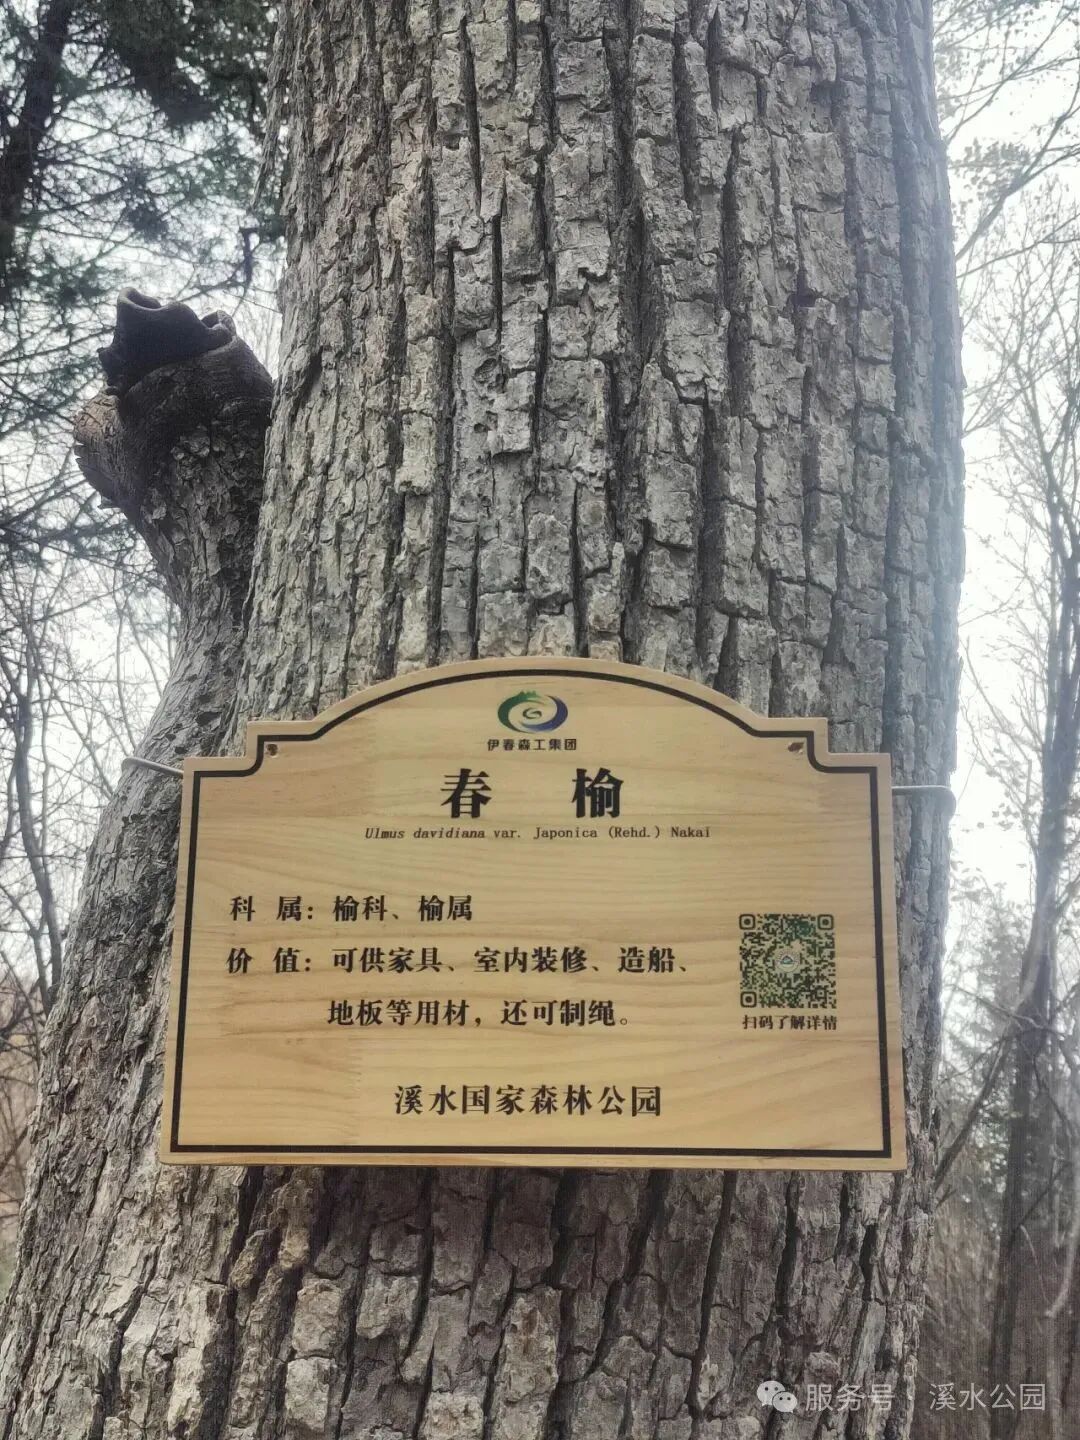 伊春森工集团
春 榆
Ulmus davidiana var. Japonica (Rehd.) Nakai
科 属：榆科、榆属
价 值：可供家具、室内装修、造船、
地板等用材，还可制绳。
扫码了解详情
溪水国家森林公园
服务号 · 溪水公园